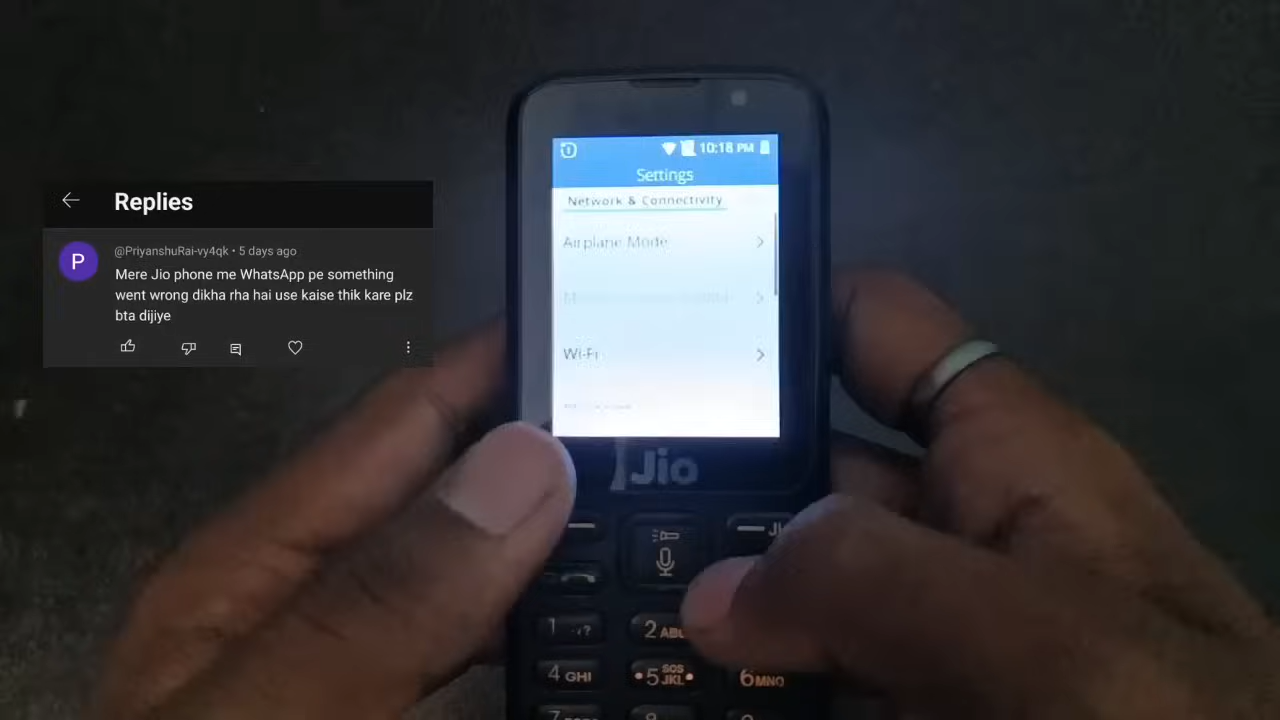 Replies
@PriyanshuRai-vy4qk • 5 days ago
Mere Jio phone me WhatsApp pe something
went wrong dikha rha hai use kaise thik kare plz
bta dijiye
P
10:18 PM
Settings
Network & Connectivity
Airplane Mode
Wi-Fi
Jio
1
2 ABC
4 GHI
5 JKL
6 MNO